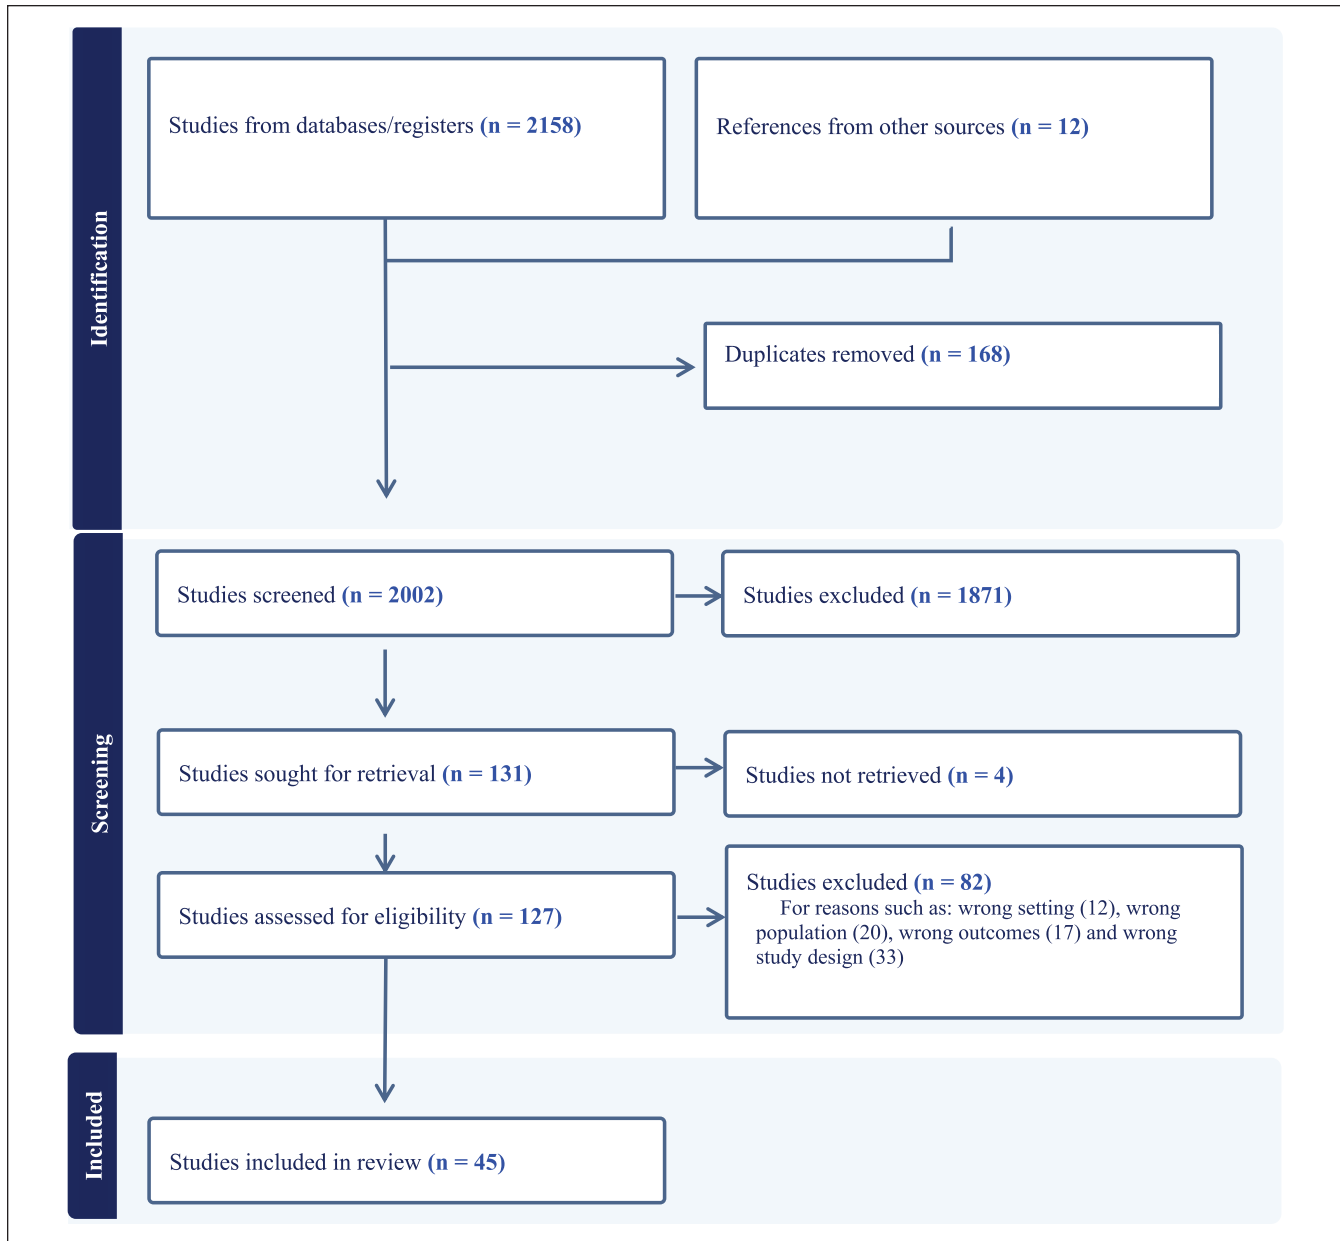 Identification
Studies from databases/registers (n = 2158)
References from other sources (n = 12)
Duplicates removed (n = 168)
Screening
Studies screened (n = 2002)
Studies excluded (n = 1871)
Studies sought for retrieval (n = 131)
Studies not retrieved (n = 4)
Studies assessed for eligibility (n = 127)
Studies excluded (n = 82)
For reasons such as: wrong setting (12), wrong
population (20), wrong outcomes (17) and wrong
study design (33)
Included
Studies included in review (n = 45)